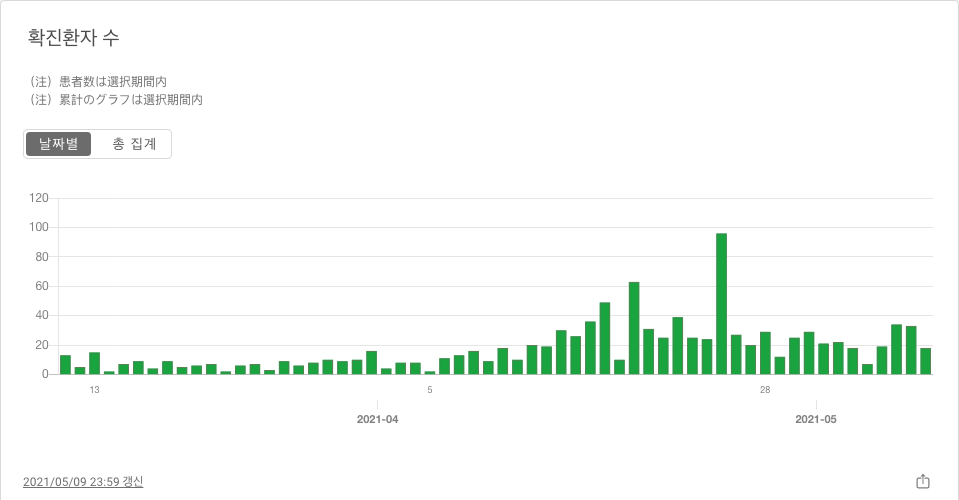 확진환자 수
（注）患者数は選択期間内
（注）累計のグラフは選択期間内
날짜별 총 집계
120
100
80
60
40
20
0
13 5 28
2021-04 2021-05
2021/05/09 23:59 갱신